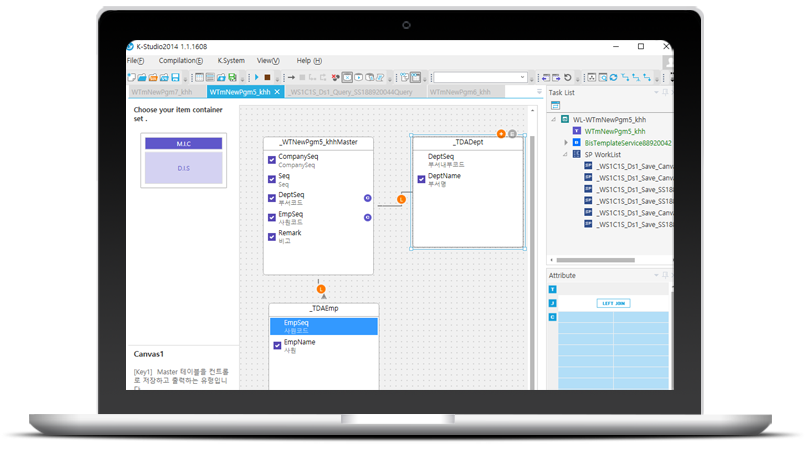 K-Studio2014 1.1.1608
File(F) Compilation(E) K.System View(V) Help (H)
WTmNewPgm7_khh WTmNewPgm5_khh _WS1C1S_Ds1_Query_SS188920044Query WTmNewPgm6_khh
Choose your item container
set .
M.I.C
D.I.S
Canvas1
[Key1] Master 테이블을 컨트롤
로 저장하고 출력하는 유형입니
다.
_WTNewPgm5_khhMaster
CompanySeq
CompanySeq
Seq
Seq
DeptSeq
부서코드
EmpSeq
사원코드
Remark
비고
L
_TDADept
DeptSeq
부서내부코드
DeptName
부서명
L
_TDAEmp
EmpSeq
사원코드
EmpName
사원
Task List
WL-WTmNewPgm5_khh
T WTmNewPgm5_khh
B BisTemplateService88920042
SP WorkList
SP _WS1C1S_Ds1_Save_Canva
SP _WS1C1S_Ds1_Save_SS18
SP _WS1C1S_Ds1_Save_SS18
SP _WS1C1S_Ds1_Save_SS18
SP _WS1C1S_Ds1_Save_Canva
Attribute
T
J LEFT JOIN
C